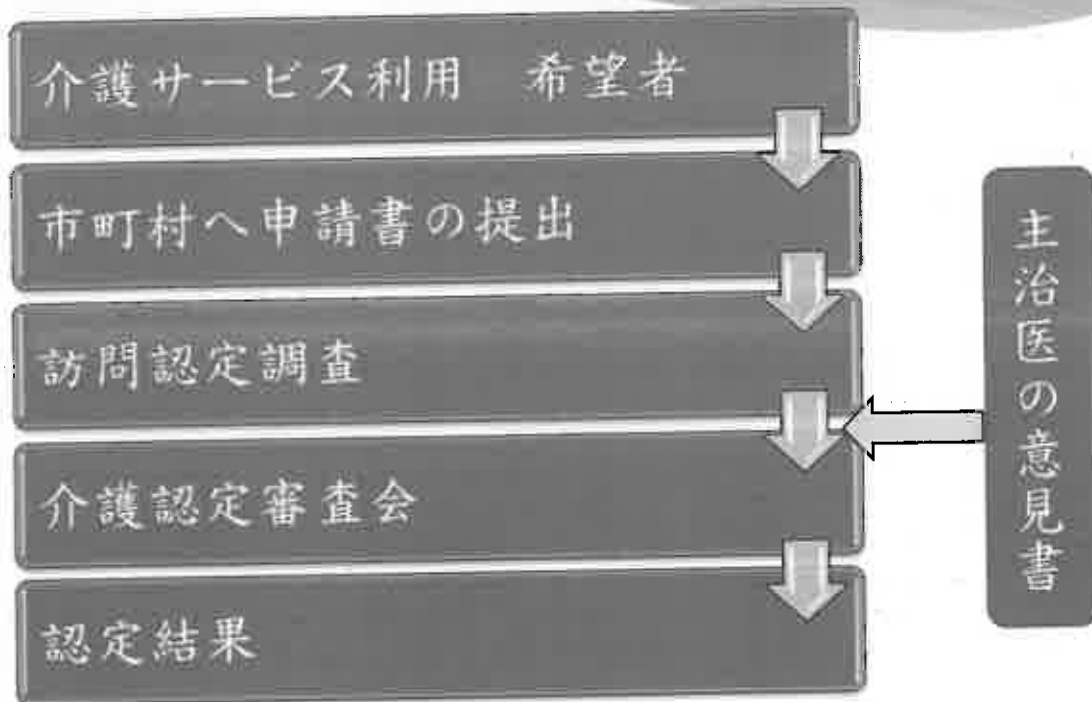 介護サービス利用　希望者
市町村へ申請書の提出
訪問認定調査
介護認定審査会
認定結果
主治医の意見書